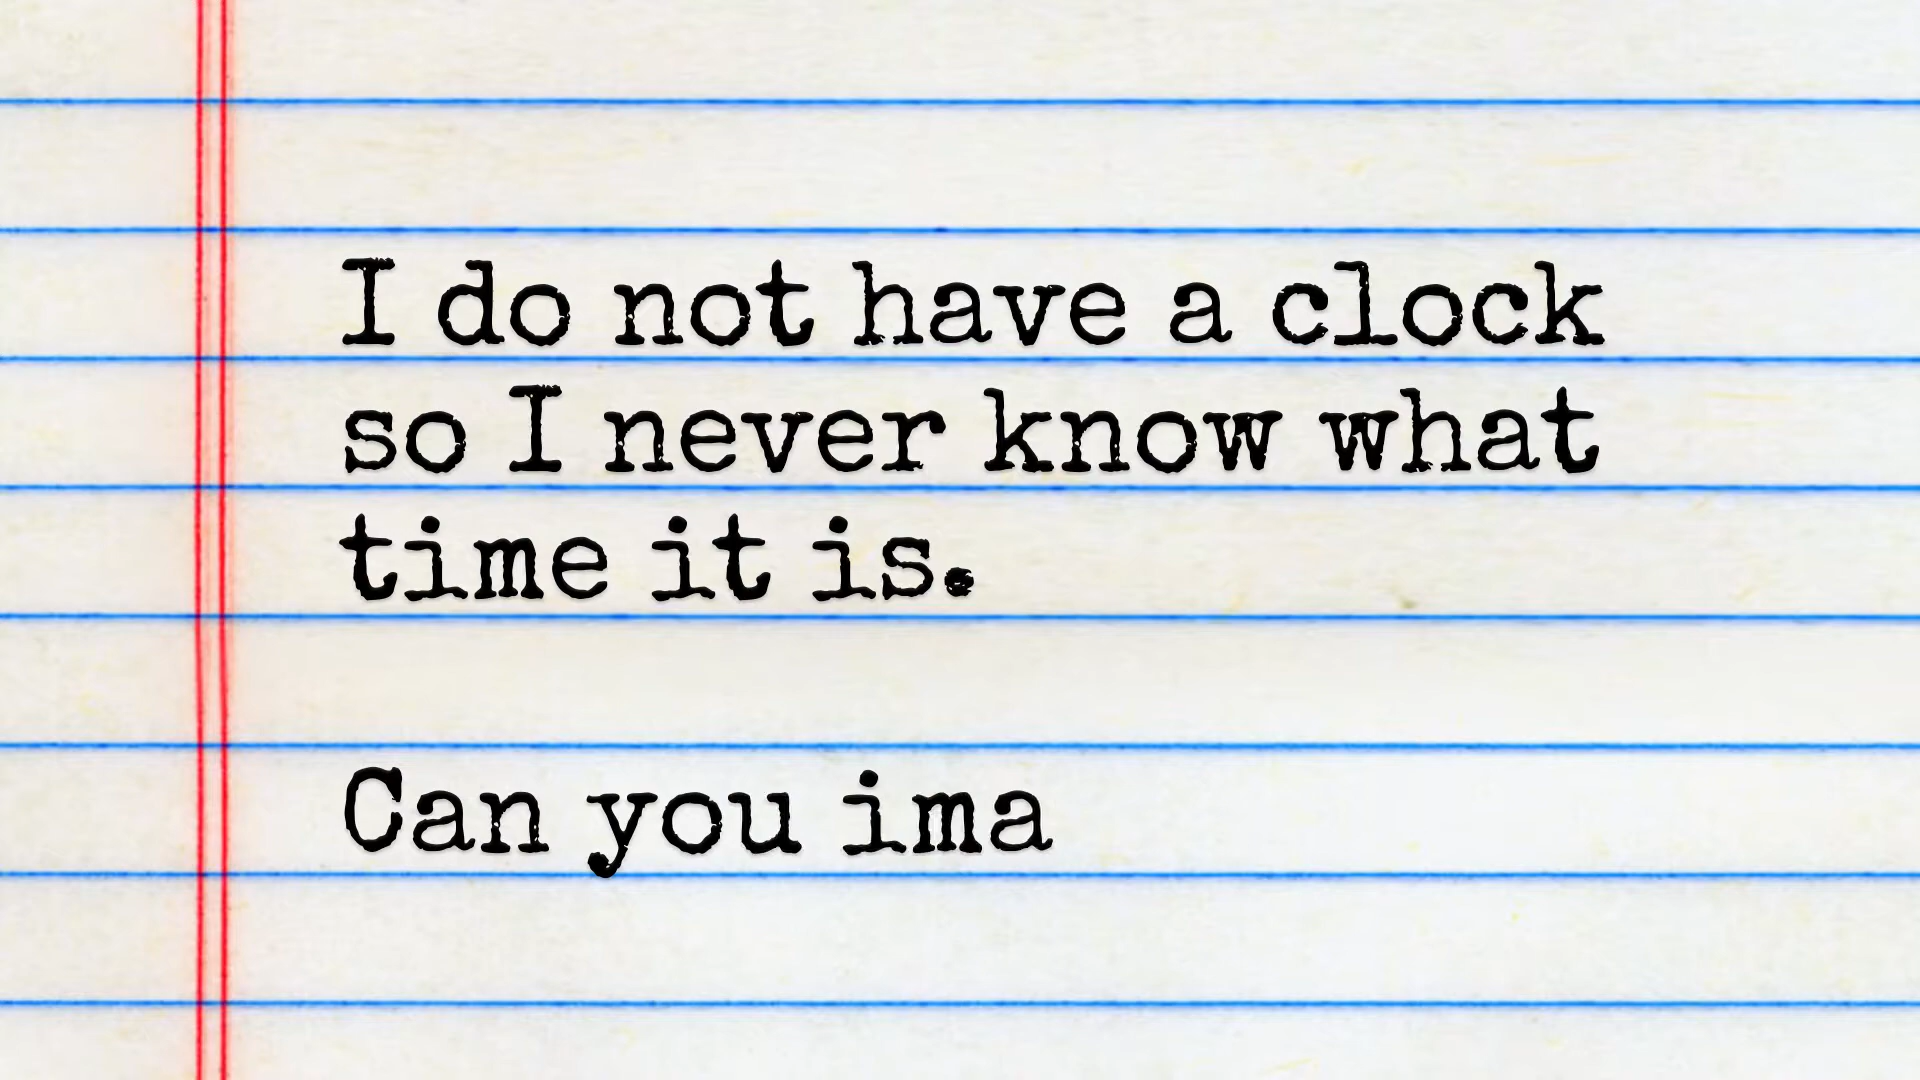 I do not have a clock
so I never know what
time it is.
Can you ima